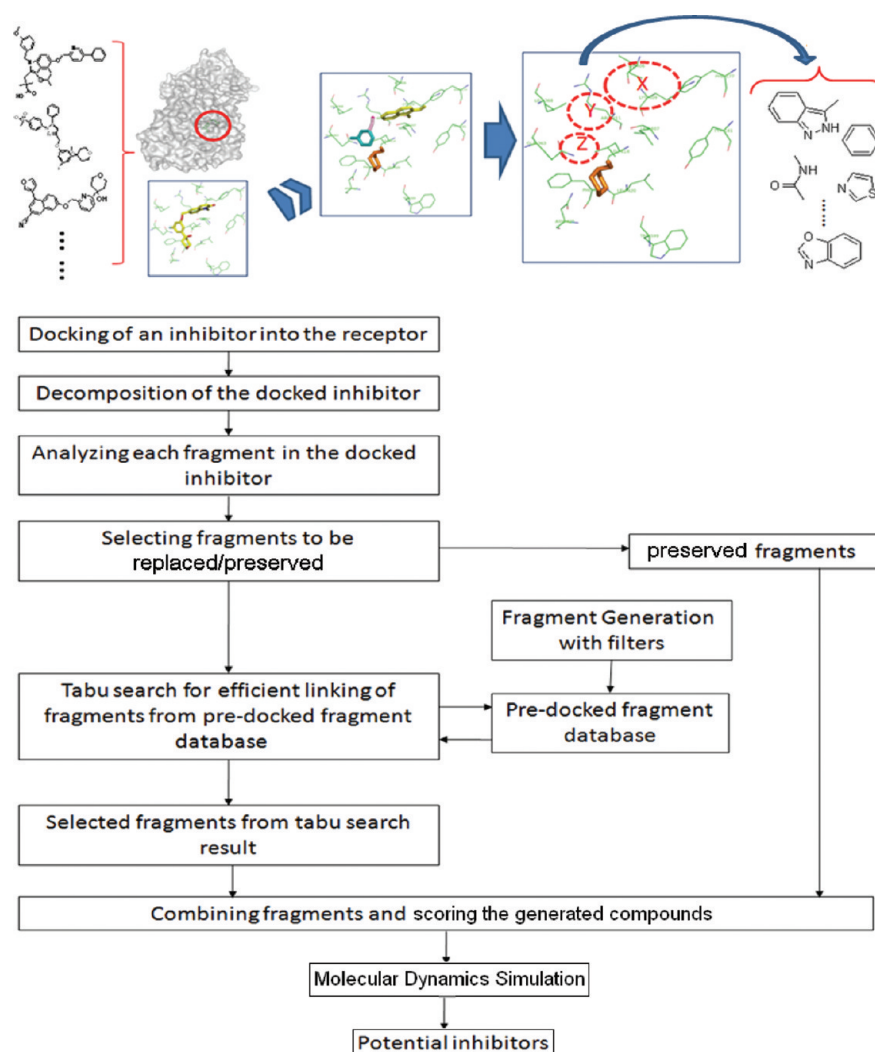 X
Y
Z
NH
N
NH
O
N
S
O
N
O
HO
O
N
O
OH
N
Docking of an inhibitor into the receptor
Decomposition of the docked inhibitor
Analyzing each fragment in the docked
inhibitor
Selecting fragments to be
replaced/preserved
preserved fragments
Fragment Generation
with filters
Tabu search for efficient linking of
fragments from pre-docked fragment
database
Pre-docked fragment
database
Selected fragments from tabu search
result
Combining fragments and scoring the generated compounds
Molecular Dynamics Simulation
Potential inhibitors